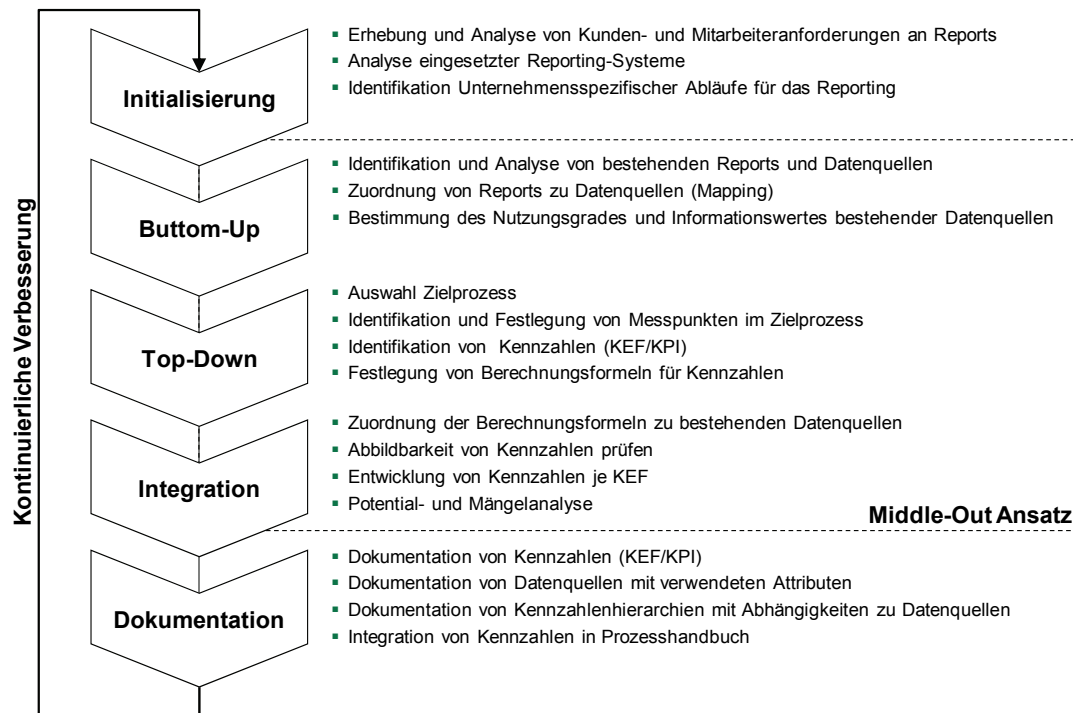 Kontinuierliche Verbesserung
Initialisierung
▪ Erhebung und Analyse von Kunden- und Mitarbeiteranforderungen an Reports
▪ Analyse eingesetzter Reporting-Systeme
▪ Identifikation Unternehmensspezifischer Abläufe für das Reporting
Buttom-Up
▪ Identifikation und Analyse von bestehenden Reports und Datenquellen
▪ Zuordnung von Reports zu Datenquellen (Mapping)
▪ Bestimmung des Nutzungsgrades und Informationswertes bestehender Datenquellen
Top-Down
▪ Auswahl Zielprozess
▪ Identifikation und Festlegung von Messpunkten im Zielprozess
▪ Identifikation von Kennzahlen (KEF/KPI)
▪ Festlegung von Berechnungsformeln für Kennzahlen
Integration
▪ Zuordnung der Berechnungsformeln zu bestehenden Datenquellen
▪ Abbildbarkeit von Kennzahlen prüfen
▪ Entwicklung von Kennzahlen je KEF
▪ Potential- und Mängelanalyse
Middle-Out Ansatz
Dokumentation
▪ Dokumentation von Kennzahlen (KEF/KPI)
▪ Dokumentation von Datenquellen mit verwendeten Attributen
▪ Dokumentation von Kennzahlenhierarchien mit Abhängigkeiten zu Datenquellen
▪ Integration von Kennzahlen in Prozesshandbuch